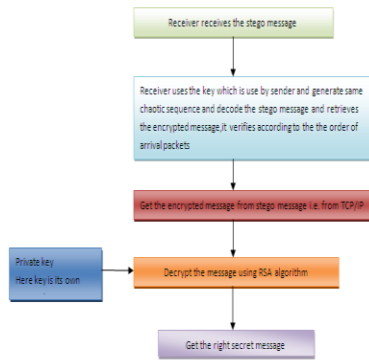 Receiver receives the stego message
Receiver uses the key which is use by sender and generate same
chaotic sequence and decode the stego message and retrieves
the encrypted message,it verifies according to the the order of
arrival packets
Get the encrypted message from stego message i.e. from TCP/IP
Private key
Here key is its own
Decrypt the message using RSA algorithm
Get the right secret message